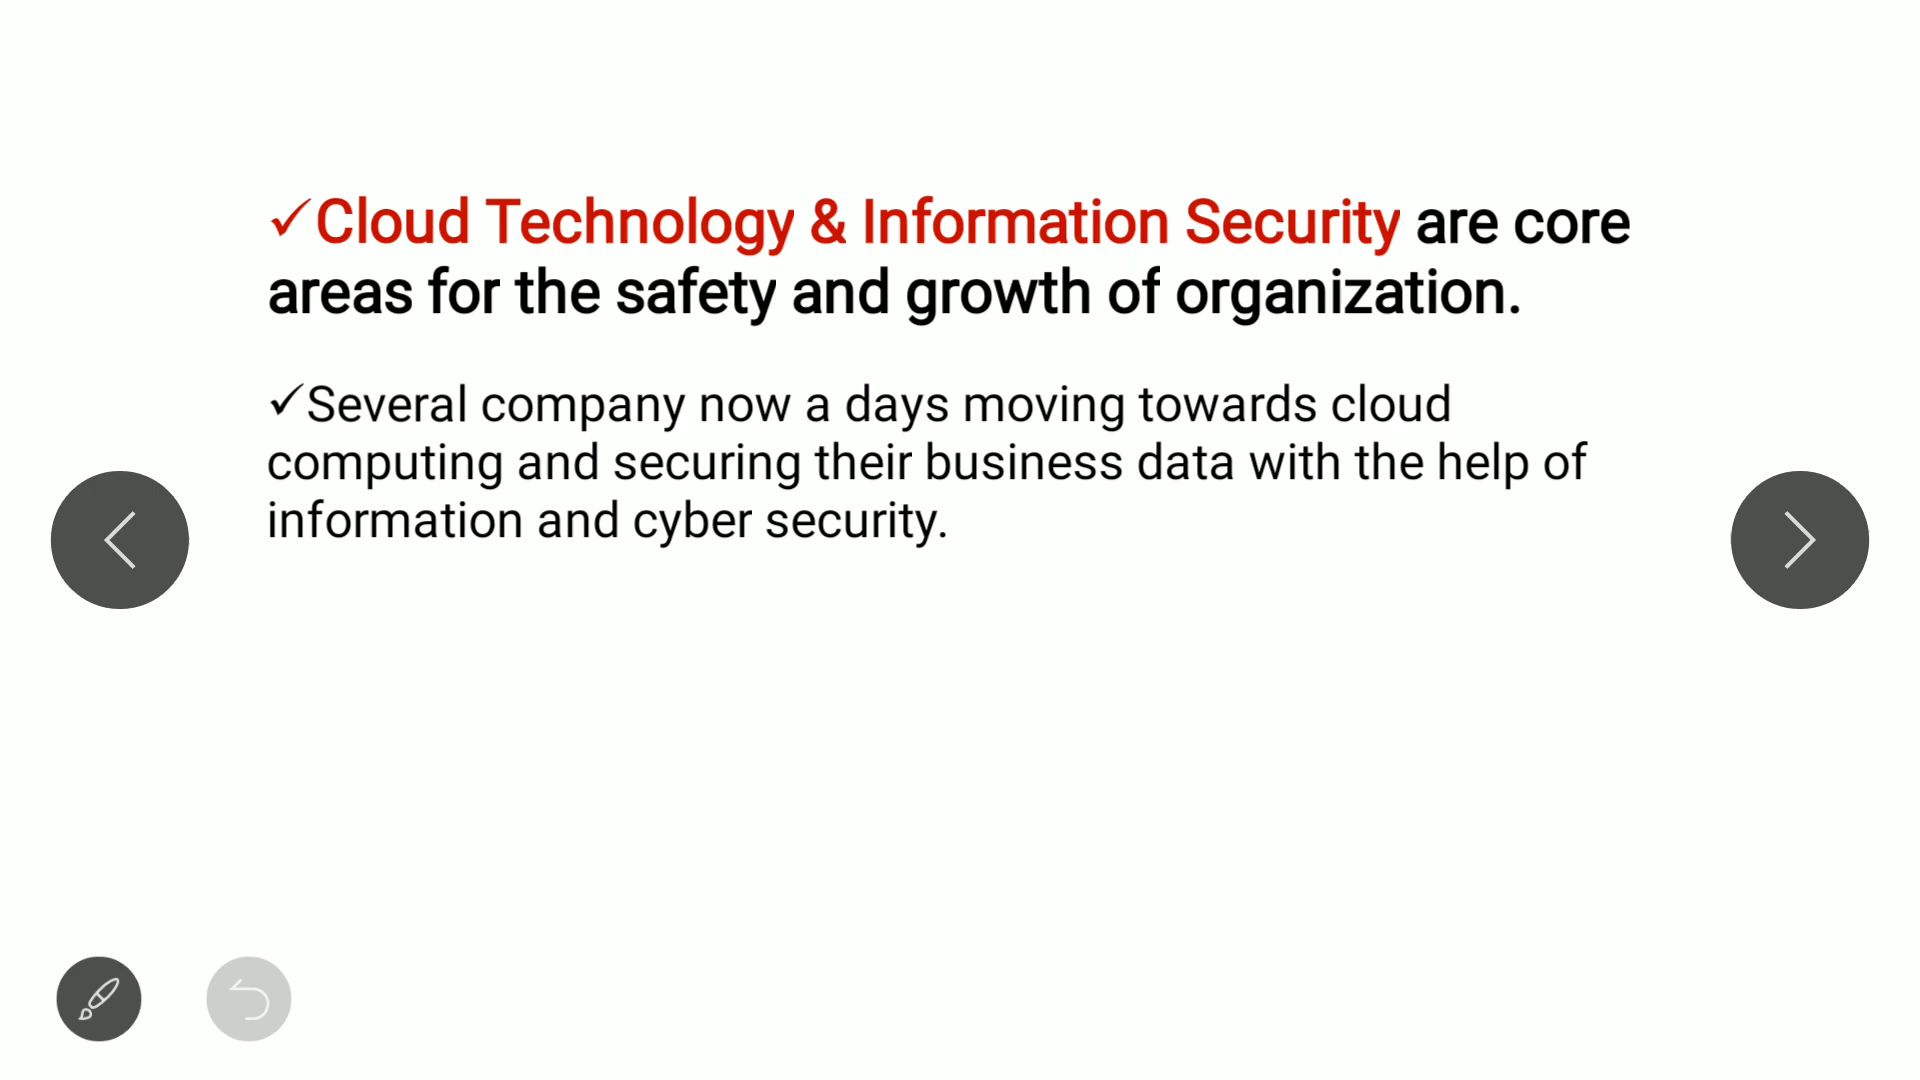 ✓Cloud Technology & Information Security are core
areas for the safety and growth of organization.
✓Several company now a days moving towards cloud
computing and securing their business data with the help of
information and cyber security.